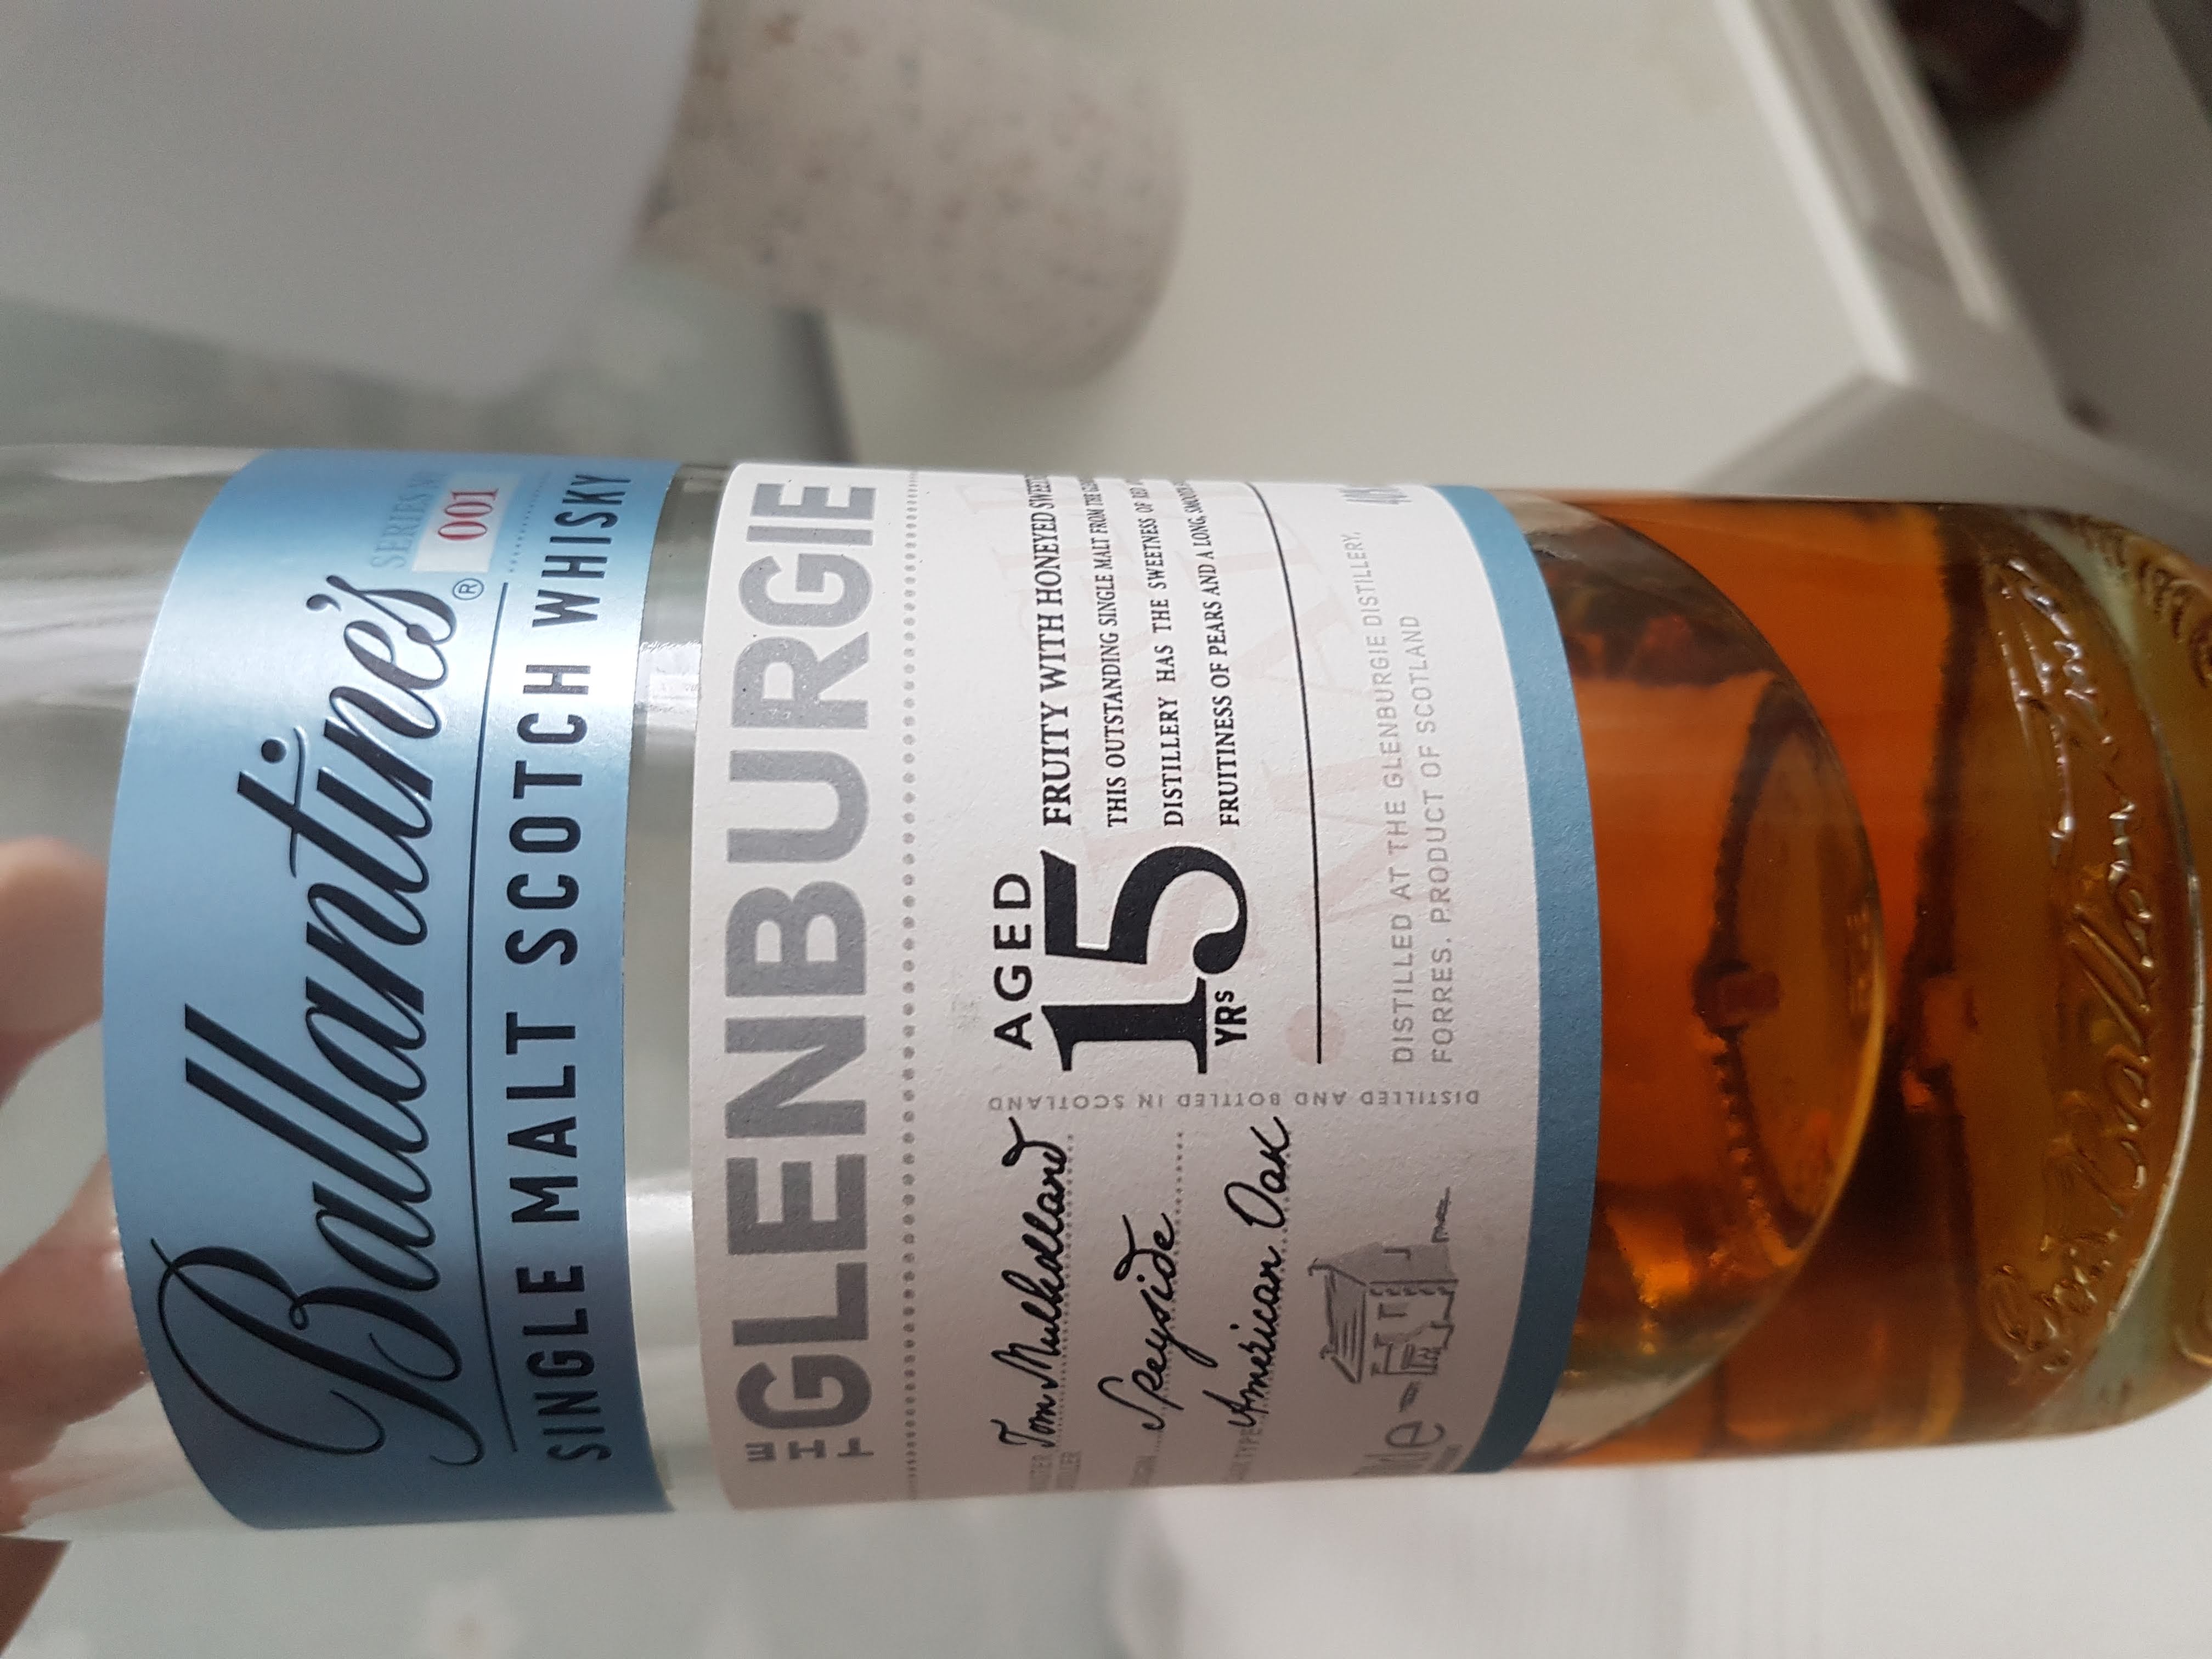 Ballantine's®
SERIES
001
SINGLE MALT SCOTCH WHISKY
THE GLENBURGIE
Tom Mulholland
Speyside
American Oak
DISTILLED AND BOTTLED IN SCOTLAND
AGED
15
YRS
FRUITY WITH HONEYED
THIS OUTSTANDING SINGLE MALT FROM THE
DISTILLERY HAS THE SWEETNESS OF RED
FRUITINESS OF PEARS AND A LONG, SMOOTH
DISTILLED AT THE GLENBURGIE DISTILLERY,
FORRES. PRODUCT OF SCOTLAND